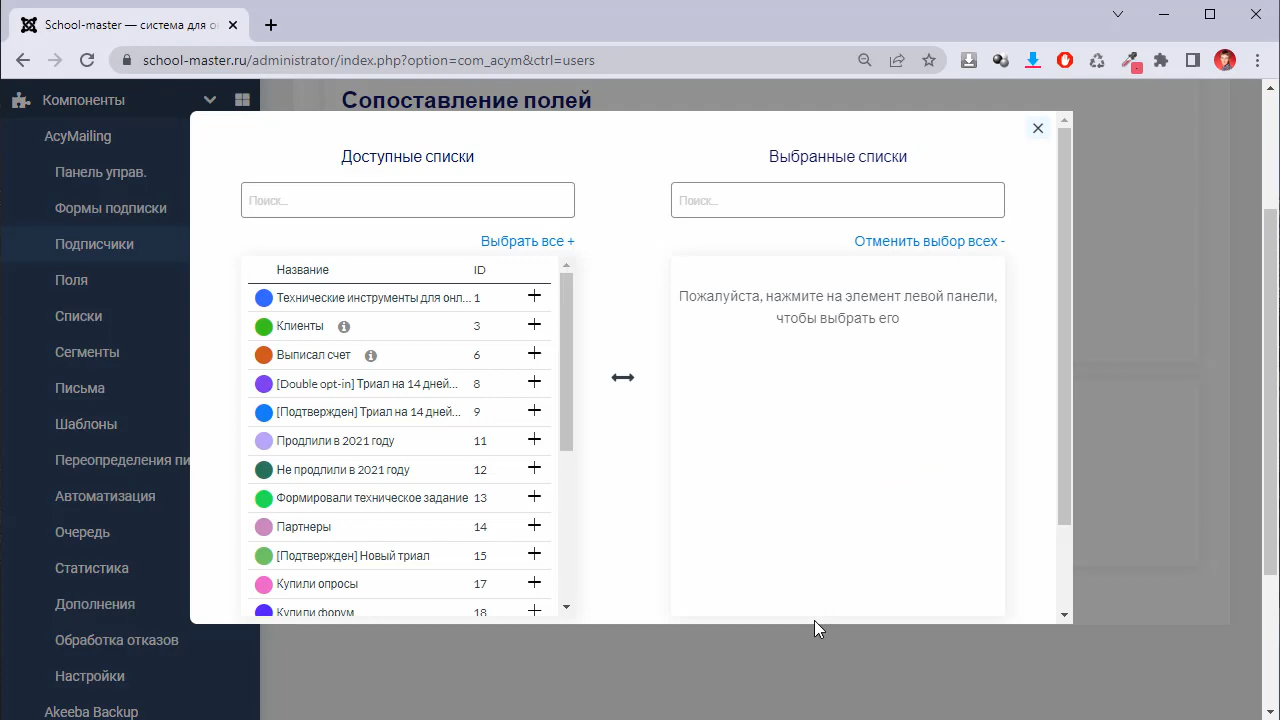 School-master — система для о
school-master.ru/administrator/index.php?option=com_acym&ctrl=users
Компоненты
AcyMailing
Панель управ.
Формы подписки
Подписчики
Поля
Списки
Сегменты
Письма
Шаблоны
Переопределения пи
Автоматизация
Очередь
Статистика
Дополнения
Обработка отказов
Настройки
Akeeba Backup
Сопоставление полей
Доступные списки
Поиск...
Выбрать все +
Название ID
Технические инструменты для онл... 1
Клиенты 3
Выписал счет 6
[Double opt-in] Триал на 14 дней... 8
[Подтвержден] Триал на 14 дней... 9
Продлили в 2021 году 11
Не продлили в 2021 году 12
Формировали техническое задание 13
Партнеры 14
[Подтвержден] Новый триал 15
Купили опросы 17
Купили форум 18
Выбранные списки
Поиск...
Отменить выбор всех -
Пожалуйста, нажмите на элемент левой панели,
чтобы выбрать его